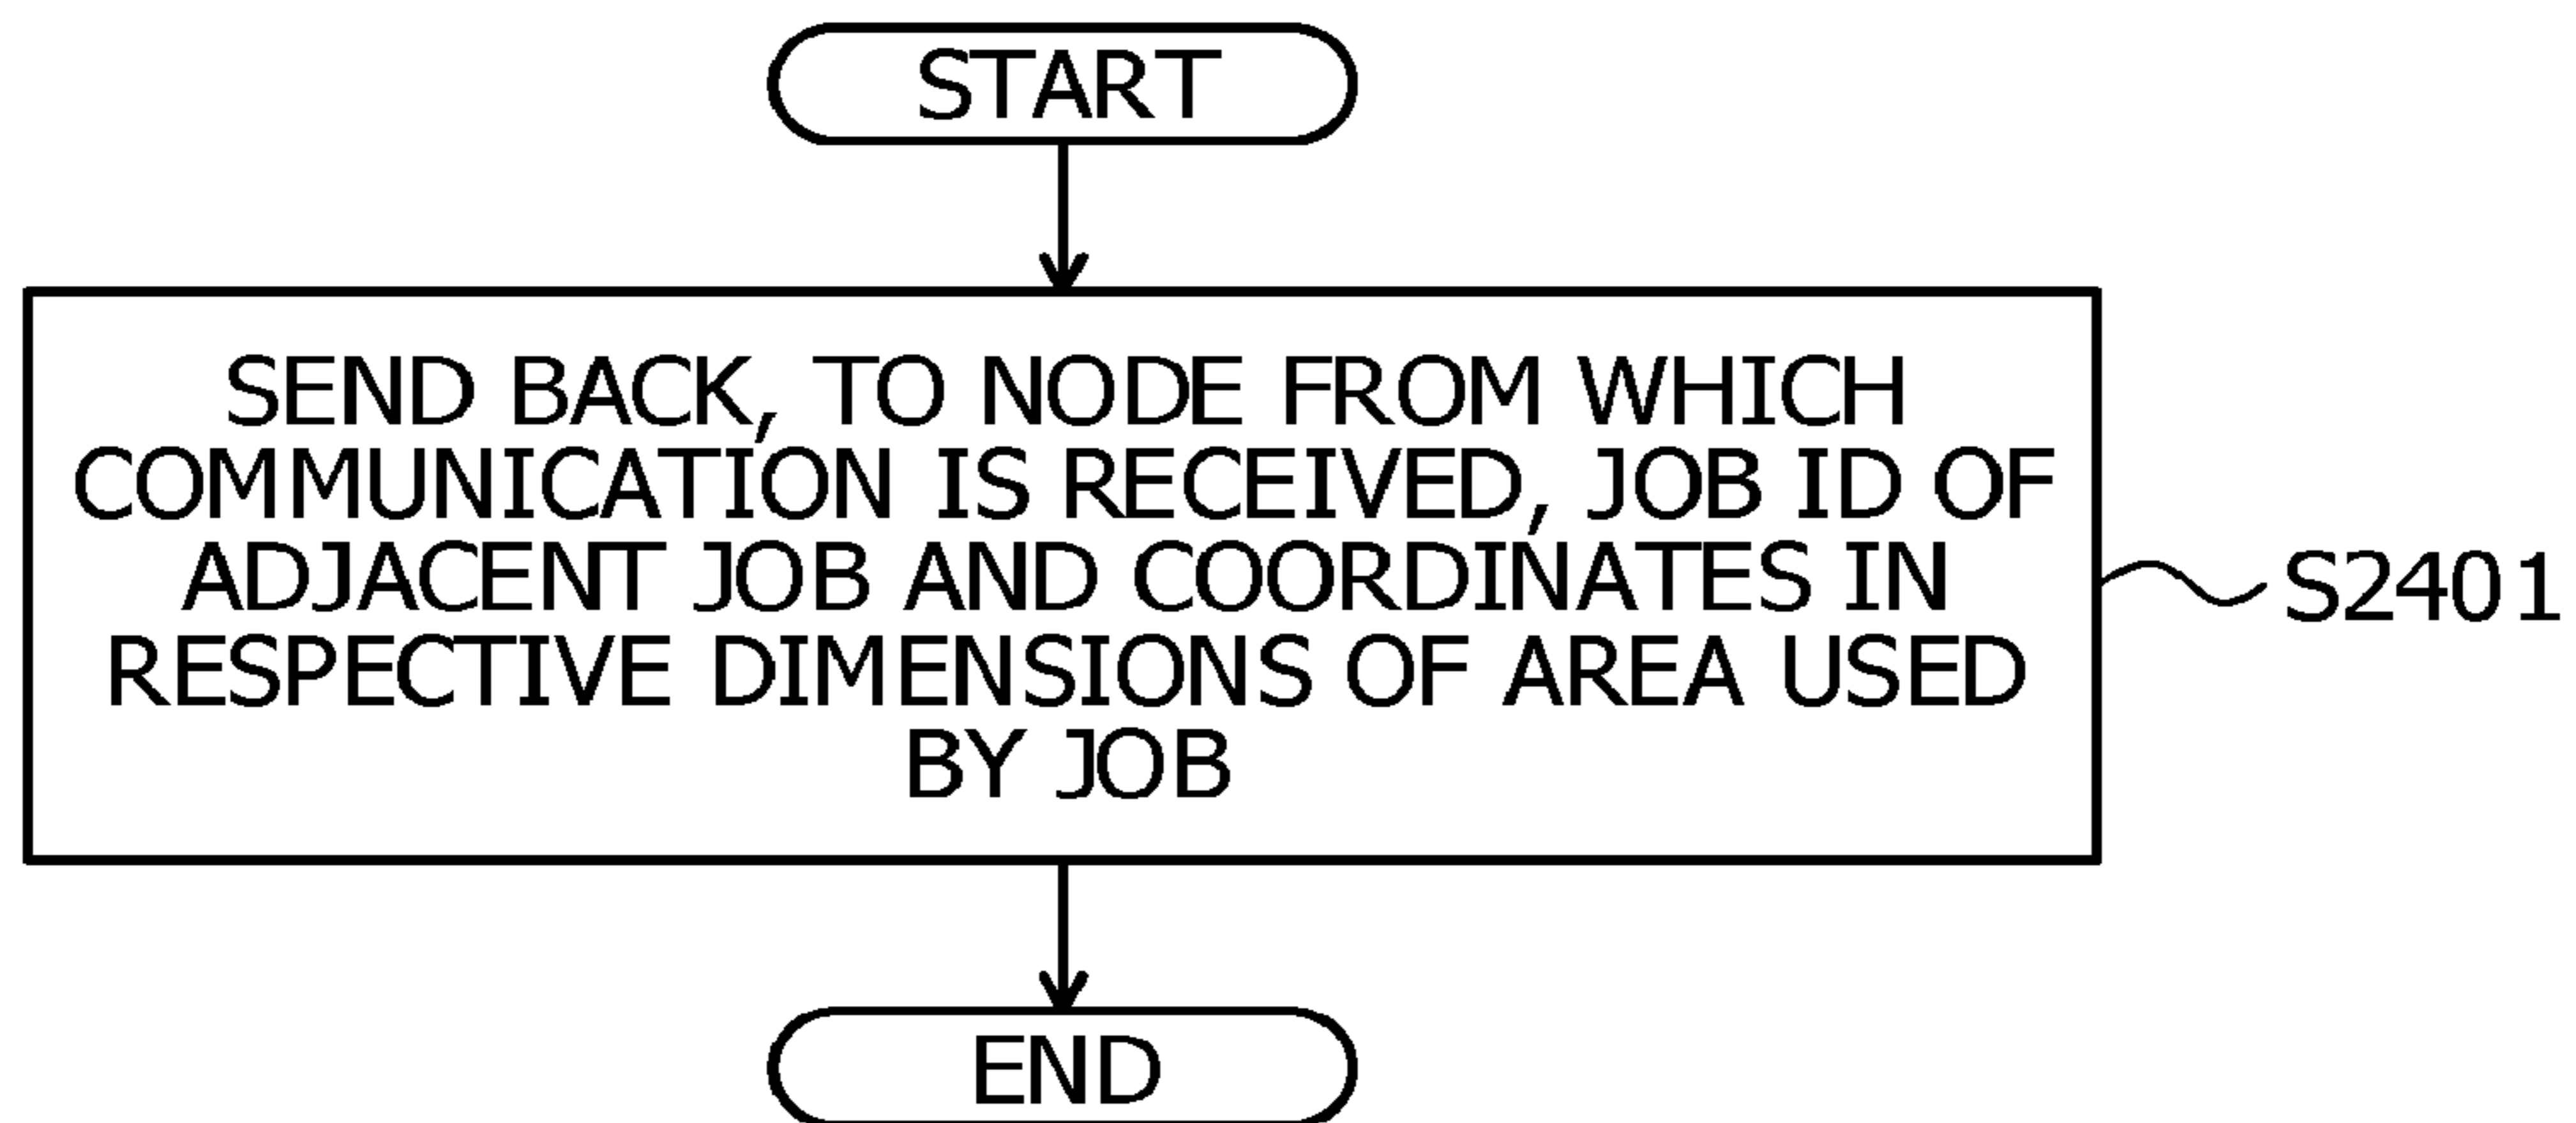 START
SEND BACK, TO NODE FROM WHICH
COMMUNICATION IS RECEIVED, JOB ID OF
ADJACENT JOB AND COORDINATES IN
RESPECTIVE DIMENSIONS OF AREA USED
BY JOB
S2401
END